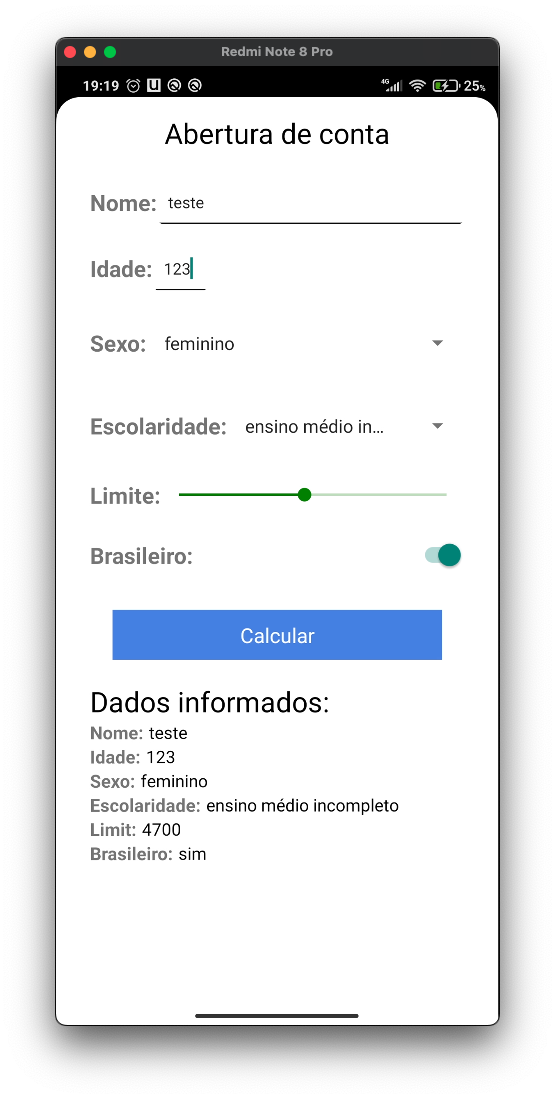 Redmi Note 8 Pro
19:19 U 4G 25%
Abertura de conta
Nome: teste
Idade: 123
Sexo: feminino
Escolaridade: ensino médio in...
Limite:
Brasileiro:
Calcular
Dados informados:
Nome: teste
Idade: 123
Sexo: feminino
Escolaridade: ensino médio incompleto
Limit: 4700
Brasileiro: sim